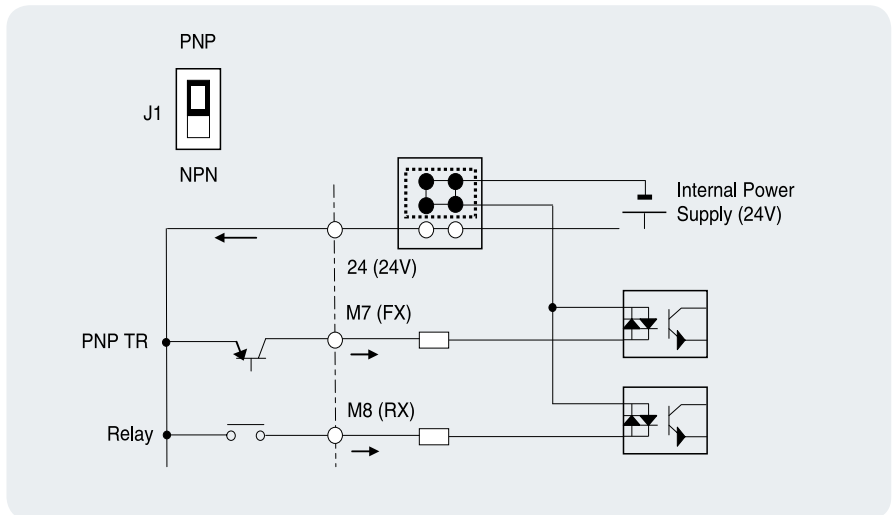 PNP
J1
NPN
Internal Power
Supply (24V)
24 (24V)
M7 (FX)
PNP TR
M8 (RX)
Relay